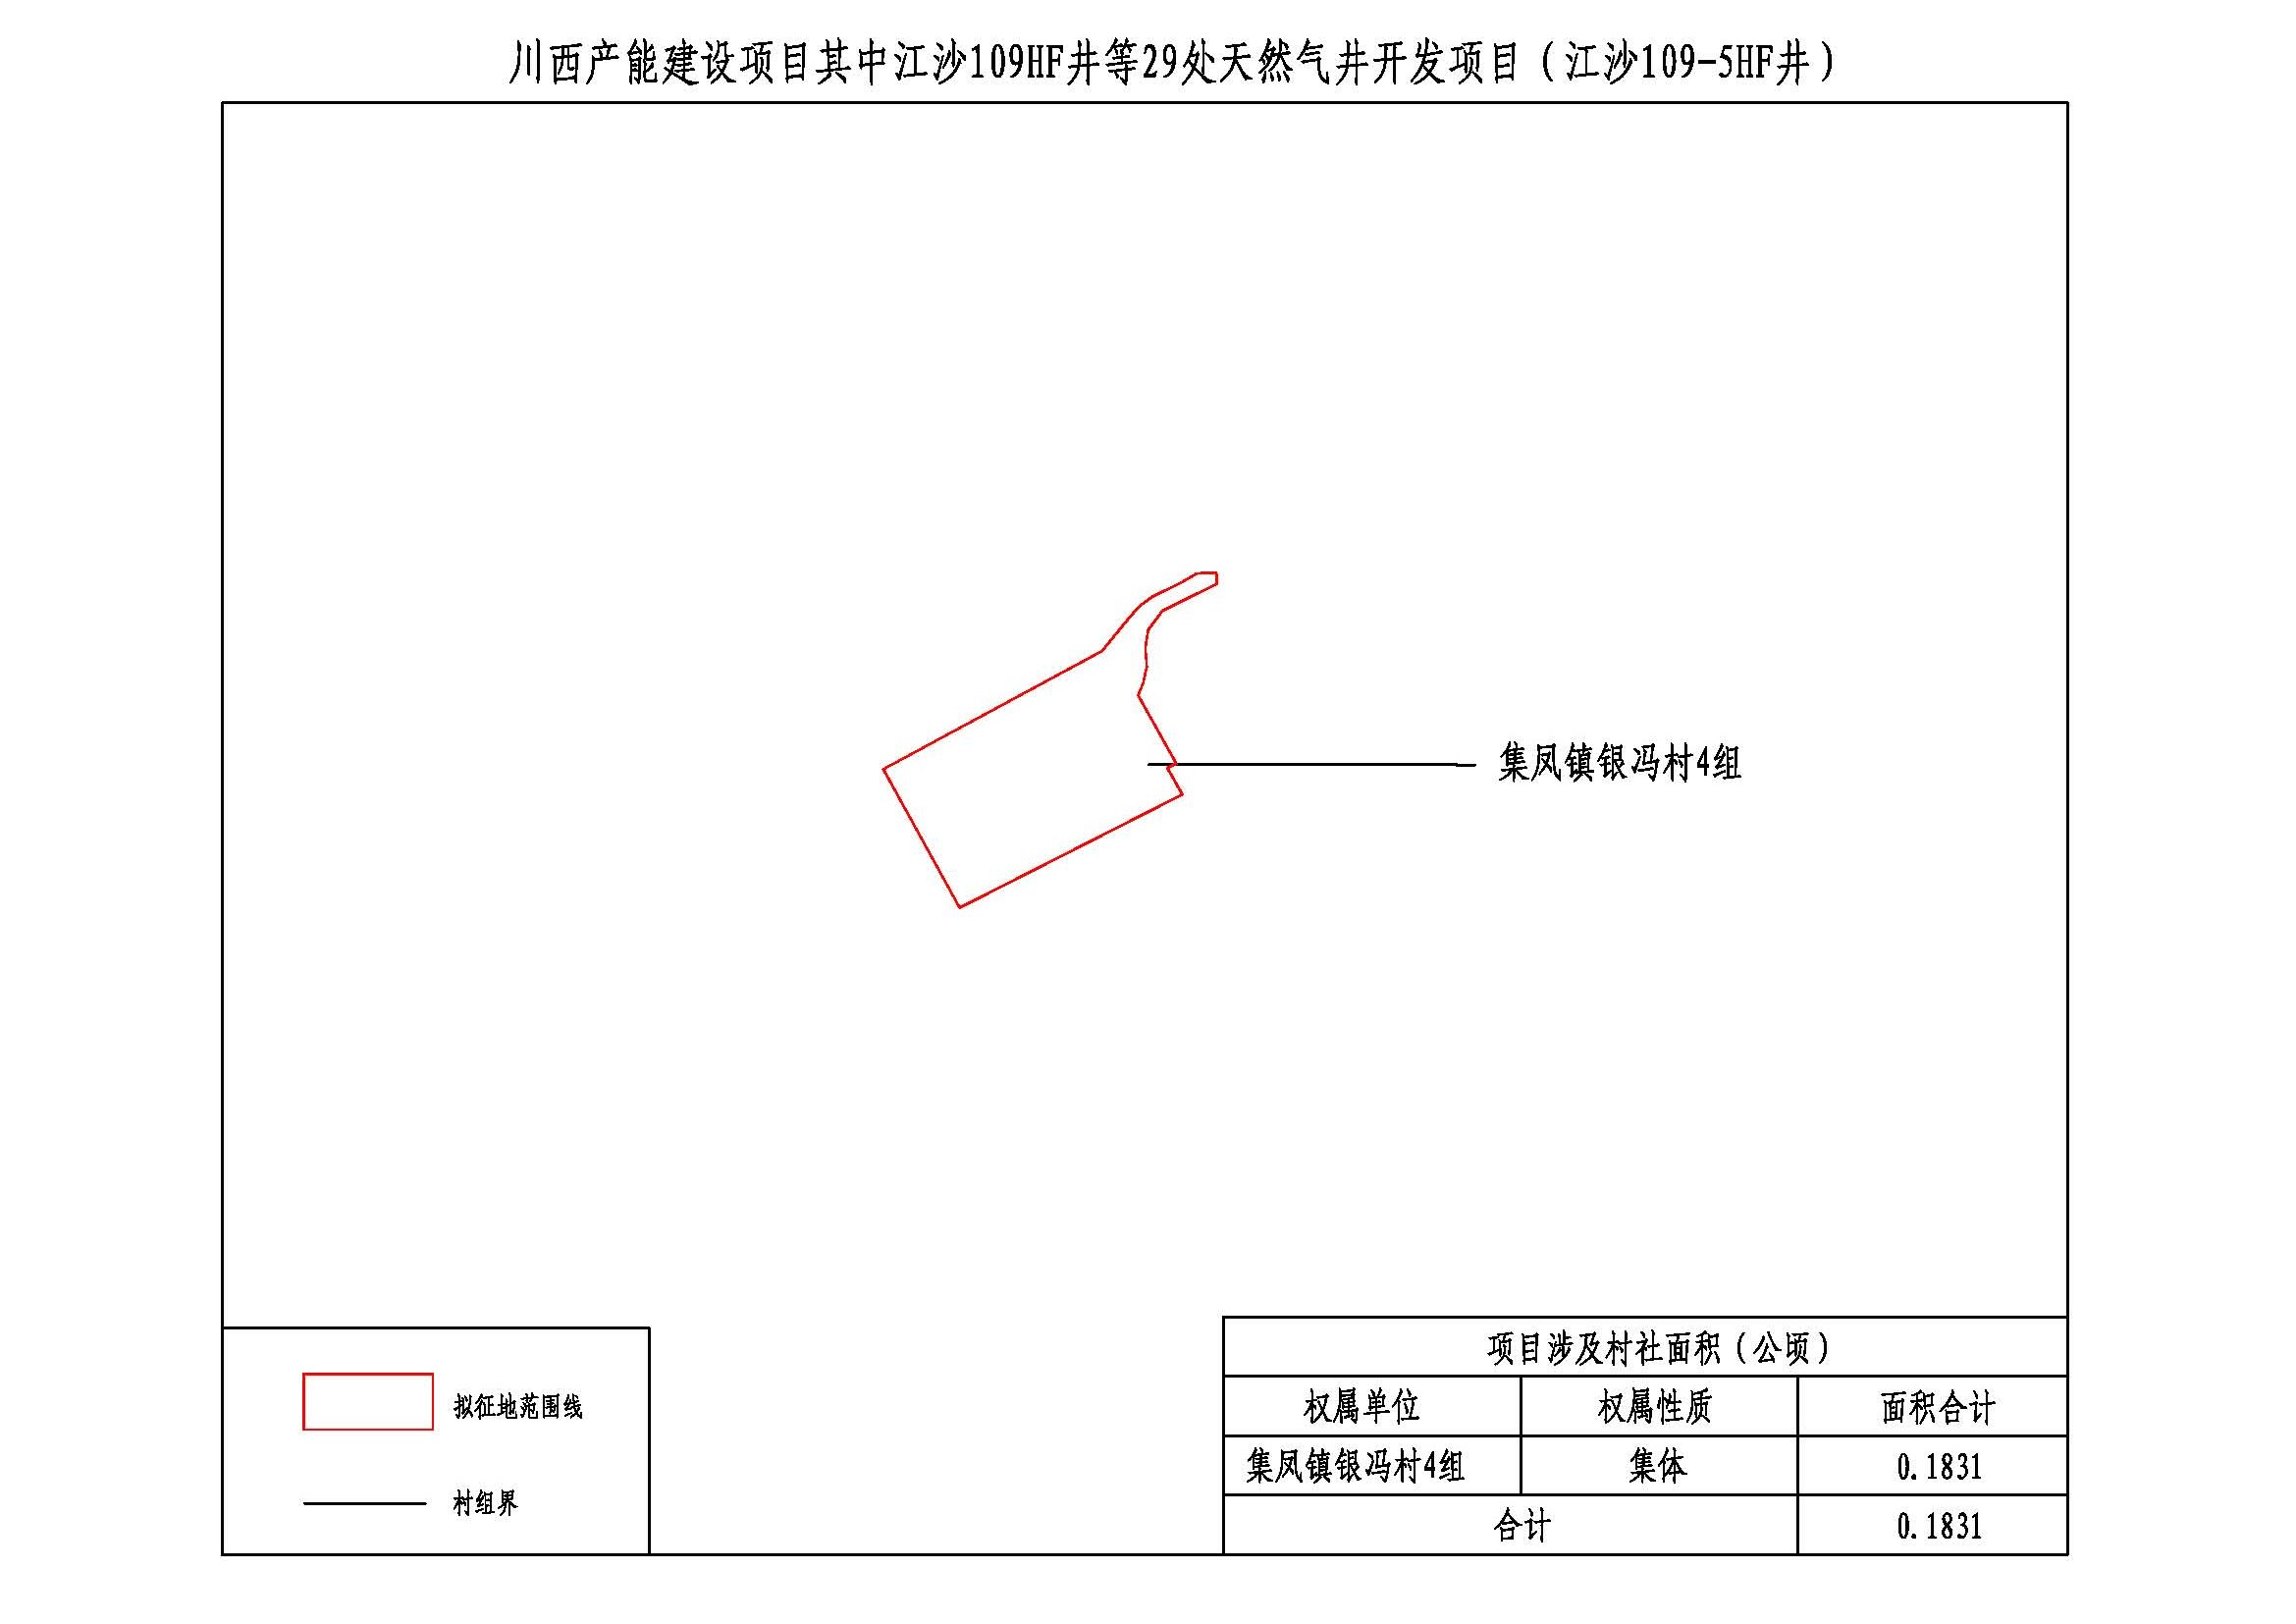 川西产能建设项目其中江沙109HF井等29处天然气井开发项目（江沙109-5HF井）
集凤镇银冯村4组
拟征地范围线
村组界
项目涉及村社面积（公顷）
权属单位 权属性质 面积合计
集凤镇银冯村4组 集体 0.1831
合计 0.1831